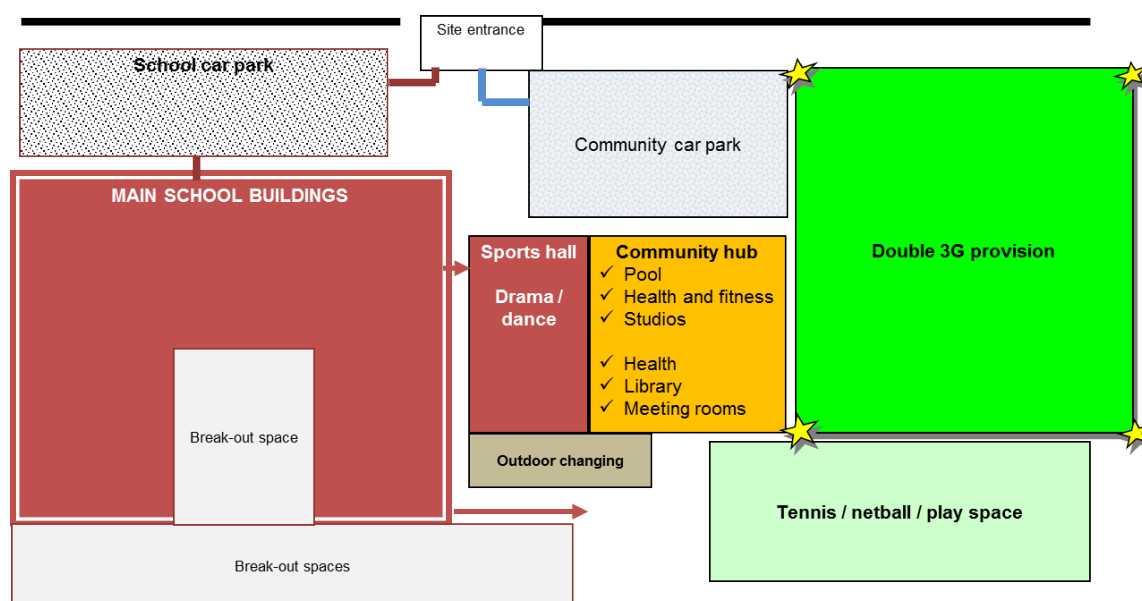 Site entrance
School car park
Community car park
MAIN SCHOOL BUILDINGS
Sports hall
Drama /
dance
Community hub
✓ Pool
✓ Health and fitness
✓ Studios
✓ Health
✓ Library
✓ Meeting rooms
Double 3G provision
Break-out space
Outdoor changing
Tennis / netball / play space
Break-out spaces